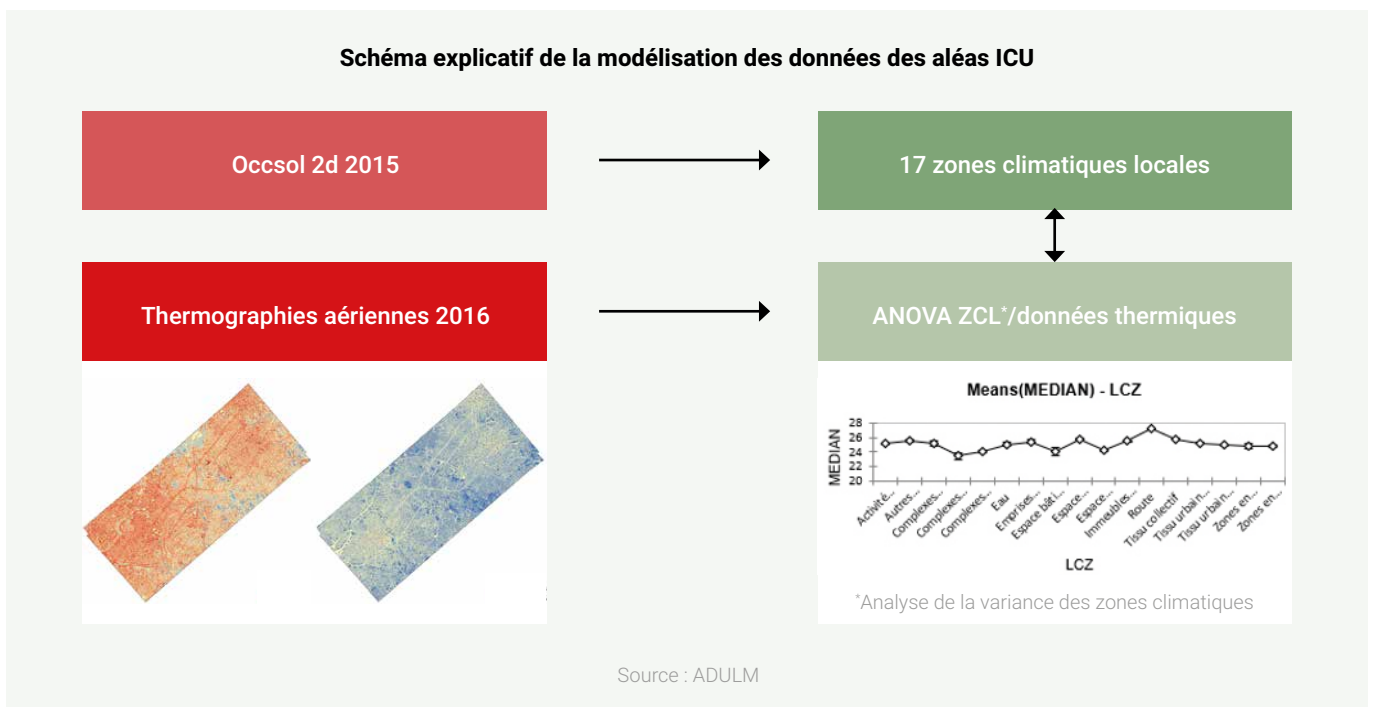 Schéma explicatif de la modélisation des données des aléas ICU
Occsol 2d 2015
17 zones climatiques locales
Thermographies aériennes 2016
ANOVA ZCL*/données thermiques
Means(MEDIAN) - LCZ
MEDIAN
28
26
24
22
20
Activité...
Autres...
Complexes...
Complexes...
Complexes...
Eau
Emprises...
Espace bâti...
Espace...
Espace...
Immeubles...
Route
Tissu collectif
Tissu urbain...
Tissu urbain...
Zones en...
Zones en...
LCZ
*Analyse de la variance des zones climatiques
Source : ADULM